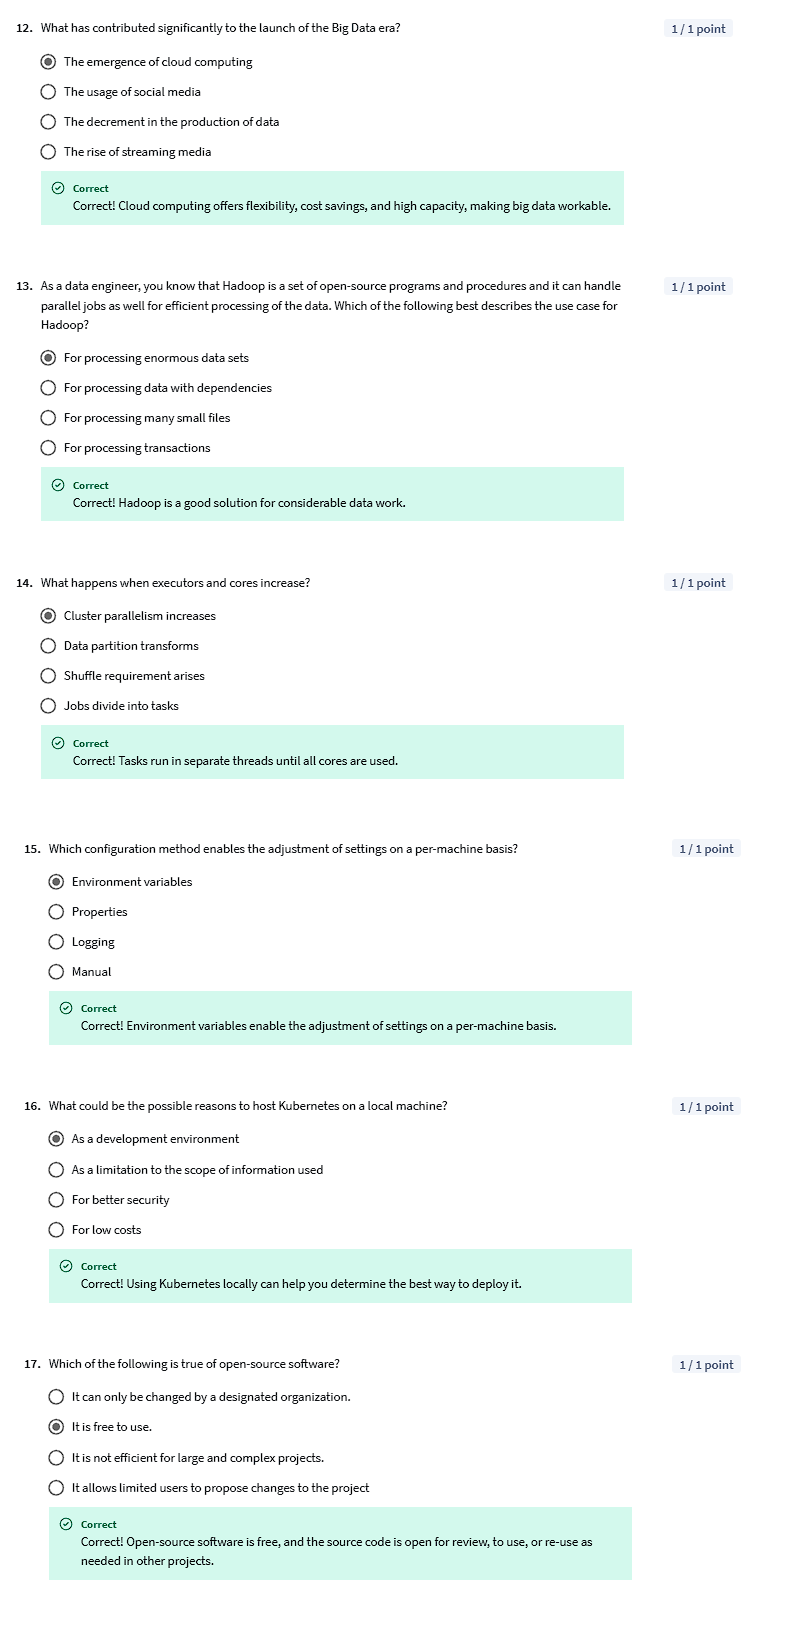 12. What has contributed significantly to the launch of the Big Data era?
1 / 1 point
The emergence of cloud computing
The usage of social media
The decrement in the production of data
The rise of streaming media
Correct
Correct! Cloud computing offers flexibility, cost savings, and high capacity, making big data workable.
13. As a data engineer, you know that Hadoop is a set of open-source programs and procedures and it can handle
1 / 1 point
parallel jobs as well for efficient processing of the data. Which of the following best describes the use case for
Hadoop?
For processing enormous data sets
For processing data with dependencies
For processing many small files
For processing transactions
Correct
Correct! Hadoop is a good solution for considerable data work.
14. What happens when executors and cores increase?
1 / 1 point
Cluster parallelism increases
Data partition transforms
Shuffle requirement arises
Jobs divide into tasks
Correct
Correct! Tasks run in separate threads until all cores are used.
15. Which configuration method enables the adjustment of settings on a per-machine basis?
1 / 1 point
Environment variables
Properties
Logging
Manual
Correct
Correct! Environment variables enable the adjustment of settings on a per-machine basis.
16. What could be the possible reasons to host Kubernetes on a local machine?
1 / 1 point
As a development environment
As a limitation to the scope of information used
For better security
For low costs
Correct
Correct! Using Kubernetes locally can help you determine the best way to deploy it.
17. Which of the following is true of open-source software?
1 / 1 point
It can only be changed by a designated organization.
It is free to use.
It is not efficient for large and complex projects.
It allows limited users to propose changes to the project
Correct
Correct! Open-source software is free, and the source code is open for review, to use, or re-use as
needed in other projects.